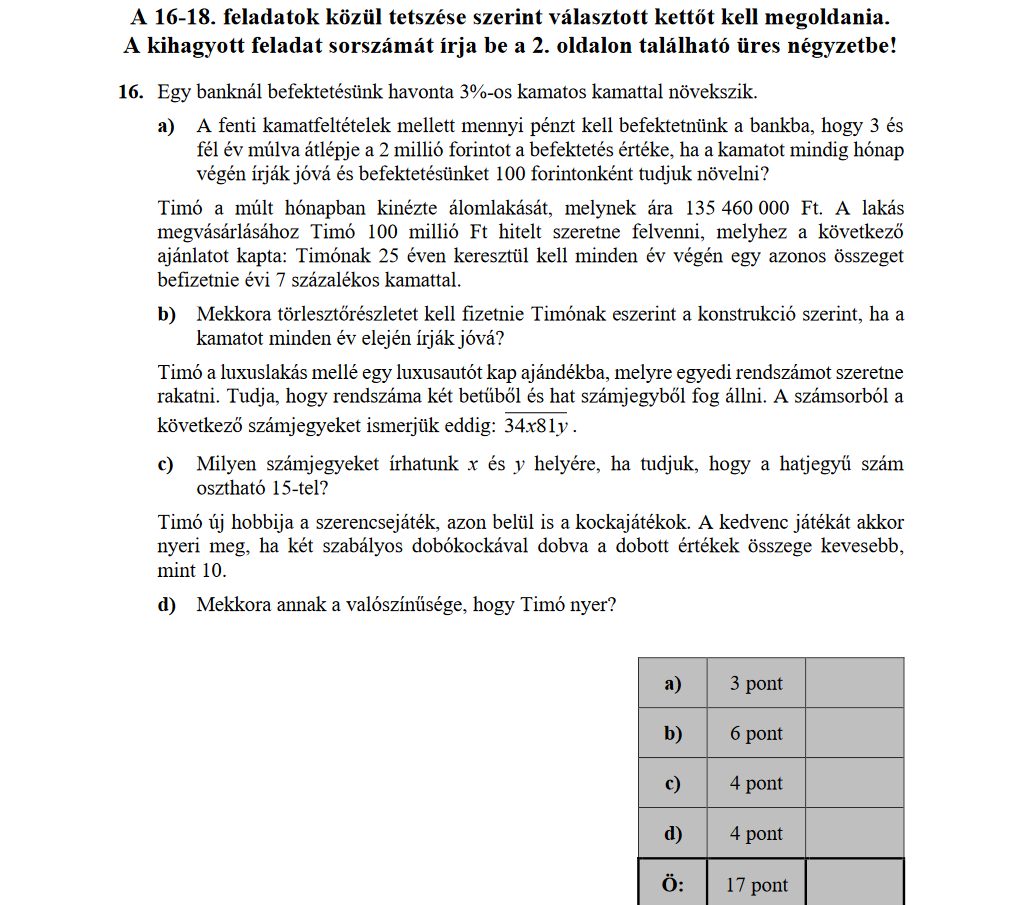 A 16-18. feladatok közül tetszése szerint választott kettőt kell megoldania.
A kihagyott feladat sorszámát írja be a 2. oldalon található üres négyzetbe!
16. Egy banknál befektetésünk havonta 3%-os kamatos kamattal növekszik.
a) A fenti kamatfeltételek mellett mennyi pénzt kell befektetnünk a bankba, hogy 3 és
fél év múlva átlépje a 2 millió forintot a befektetés értéke, ha a kamatot mindig hónap
végén írják jóvá és befektetésünket 100 forintonként tudjuk növelni?
Timó a múlt hónapban kinézte álomlakását, melynek ára 135 460 000 Ft. A lakás
megvásárlásához Timó 100 millió Ft hitelt szeretne felvenni, melyhez a következő
ajánlatot kapta: Timónak 25 éven keresztül kell minden év végén egy azonos összeget
befizetnie évi 7 százalékos kamattal.
b) Mekkora törlesztőrészletet kell fizetnie Timónak eszerint a konstrukció szerint, ha a
kamatot minden év elején írják jóvá?
Timó a luxuslakás mellé egy luxusautót kap ajándékba, melyre egyedi rendszámot szeretne
rakatni. Tudja, hogy rendszáma két betűből és hat számjegyből fog állni. A számsorból a
következő számjegyeket ismerjük eddig: 34x81y .
c) Milyen számjegyeket írhatunk x és y helyére, ha tudjuk, hogy a hatjegyű szám
osztható 15-tel?
Timó új hobbija a szerencsejáték, azon belül is a kockajátékok. A kedvenc játékát akkor
nyeri meg, ha két szabályos dobókockával dobva a dobott értékek összege kevesebb,
mint 10.
d) Mekkora annak a valószínűsége, hogy Timó nyer?
a) 3 pont
b) 6 pont
c) 4 pont
d) 4 pont
Ö: 17 pont